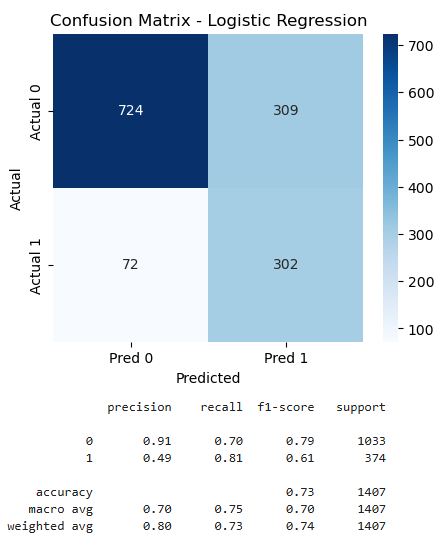 Confusion Matrix - Logistic Regression
Actual 0
724
309
Actual
Actual 1
72
302
Pred 0
Pred 1
Predicted
700
600
500
400
300
200
100
precision recall f1-score support
0 0.91 0.70 0.79 1033
1 0.49 0.81 0.61 374
accuracy 0.73 1407
macro avg 0.70 0.75 0.70 1407
weighted avg 0.80 0.73 0.74 1407